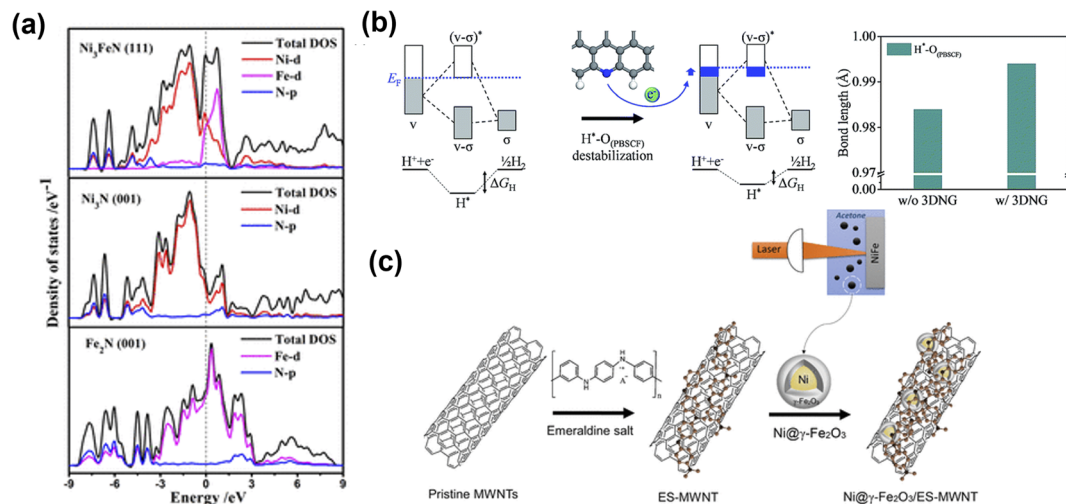 (a)
Ni3FeN (111)
Total DOS
Ni-d
Fe-d
N-p
Ni3N (001)
Total DOS
Ni-d
N-p
Fe2N (001)
Total DOS
Fe-d
N-p
Density of states /eV-1
-9 -6 -3 0 3 6 9
Energy /eV
(b)
(v-σ)*
EF
v
v-σ
σ
H++e-
½H2
ΔGH
H*
e-
H*-O(PBSCF)
destabilization
(v-σ)*
v
v-σ
σ
H++e-
½H2
ΔGH
H*
H*-O(PBSCF)
Bond length (Å)
1.00
0.99
0.98
0.97
0.00
w/o 3DNG
w/ 3DNG
(c)
Acetone
Laser
NiFe
H
N
N
H
A-
n
Emeraldine salt
Ni
γ-Fe2O3
Ni@γ-Fe2O3
Pristine MWNTs
ES-MWNT
Ni@γ-Fe2O3/ES-MWNT